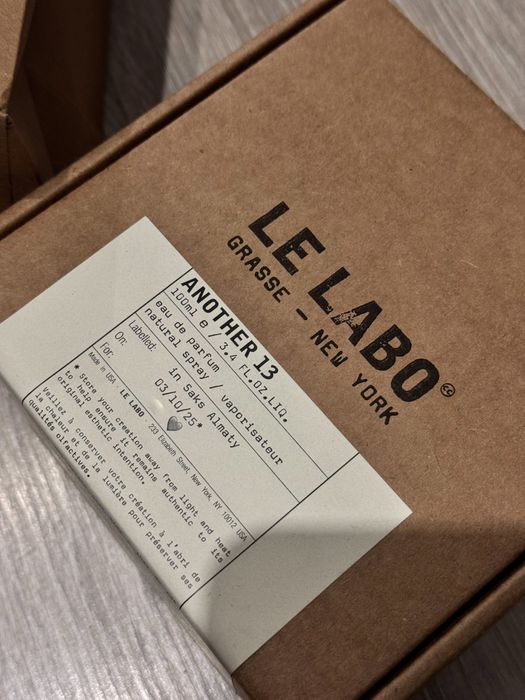 LE LABO
GRASSE — NEW YORK
ANOTHER 13
100ml e / 3.4 FL.OZ.LIQ.
eau de parfum
natural spray / vaporisateur
Labelled: in Saks Almaty
On: 03/10/25*
For: 🩶
Made in USA - LE LABO 233 Elizabeth Street, New York, NY 10012 USA
* Store your creation away from light and heat
to help ensure it remains authentic to its
original esthetic intention.
Veillez à conserver votre création à l'abri de
la chaleur et de la lumière pour préserver ses
qualités olfactives.